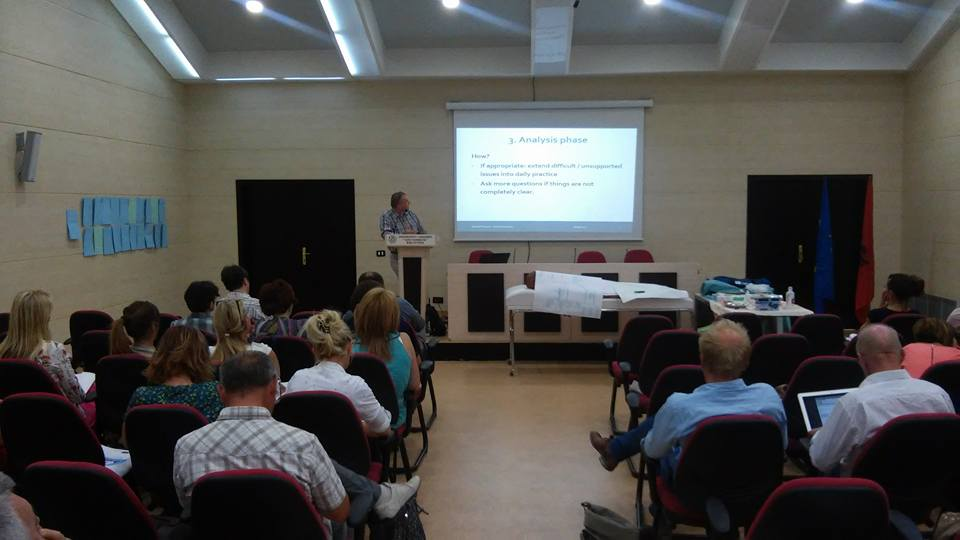 3. Analysis phase
How?
- If appropriate: extend difficult / unsupported
issues into daily practice
Ask more questions if things are not
completely clear.